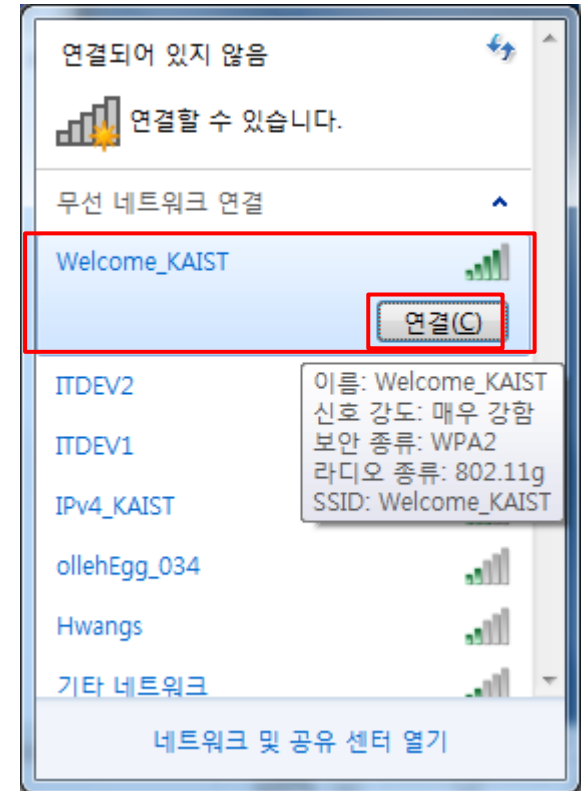 연결되어 있지 않음
연결할 수 있습니다.
무선 네트워크 연결
Welcome_KAIST
연결(C)
이름: Welcome_KAIST
신호 강도: 매우 강함
보안 종류: WPA2
라디오 종류: 802.11g
SSID: Welcome_KAIST
ITDEV2
ITDEV1
IPv4_KAIST
ollehEgg_034
Hwangs
기타 네트워크
네트워크 및 공유 센터 열기